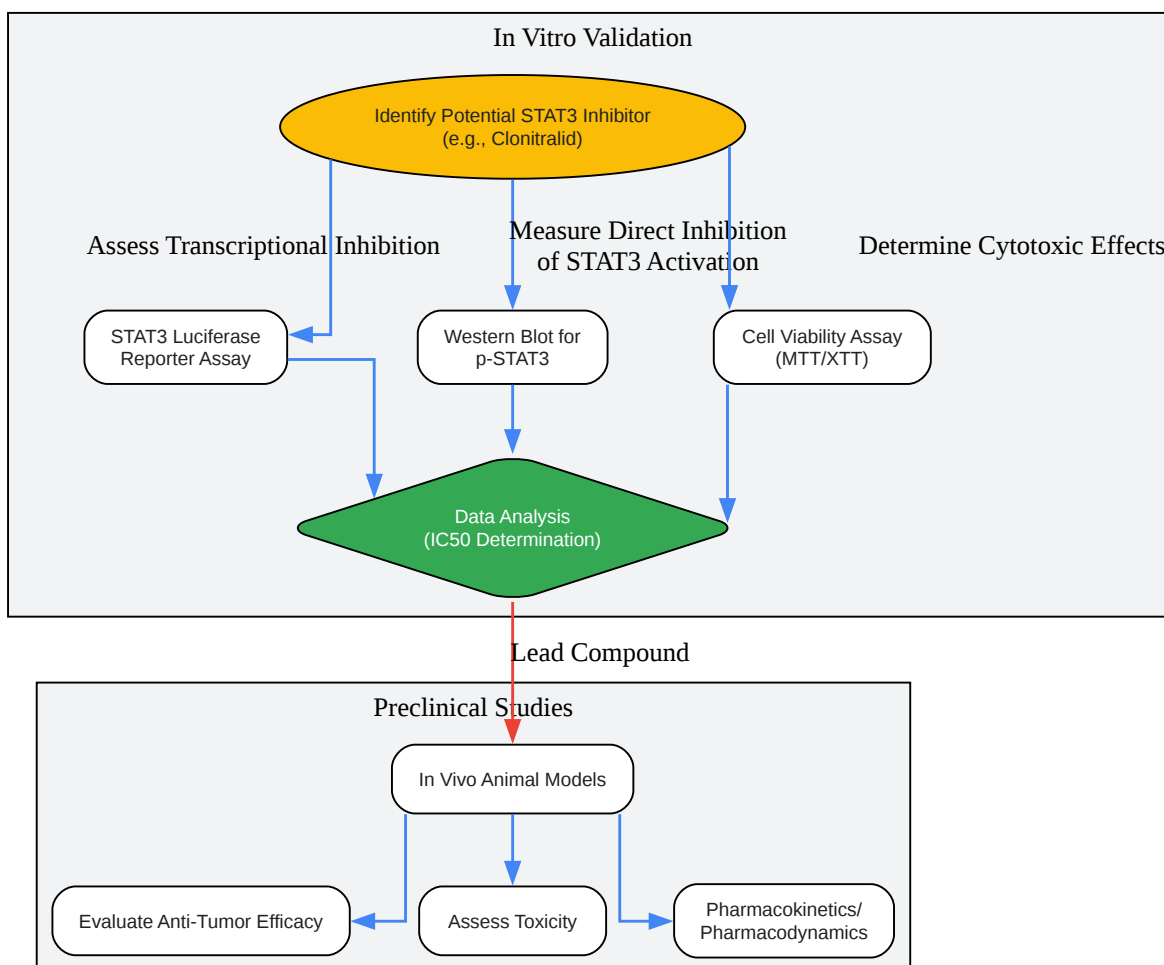 In Vitro Validation
Identify Potential STAT3 Inhibitor
(e.g., Clonitralid)
Assess Transcriptional Inhibition
Measure Direct Inhibition
of STAT3 Activation
Determine Cytotoxic Effects
STAT3 Luciferase
Reporter Assay
Western Blot for
p-STAT3
Cell Viability Assay
(MTT/XTT)
Data Analysis
(IC50 Determination)
Lead Compound
Preclinical Studies
In Vivo Animal Models
Evaluate Anti-Tumor Efficacy
Assess Toxicity
Pharmacokinetics/
Pharmacodynamics